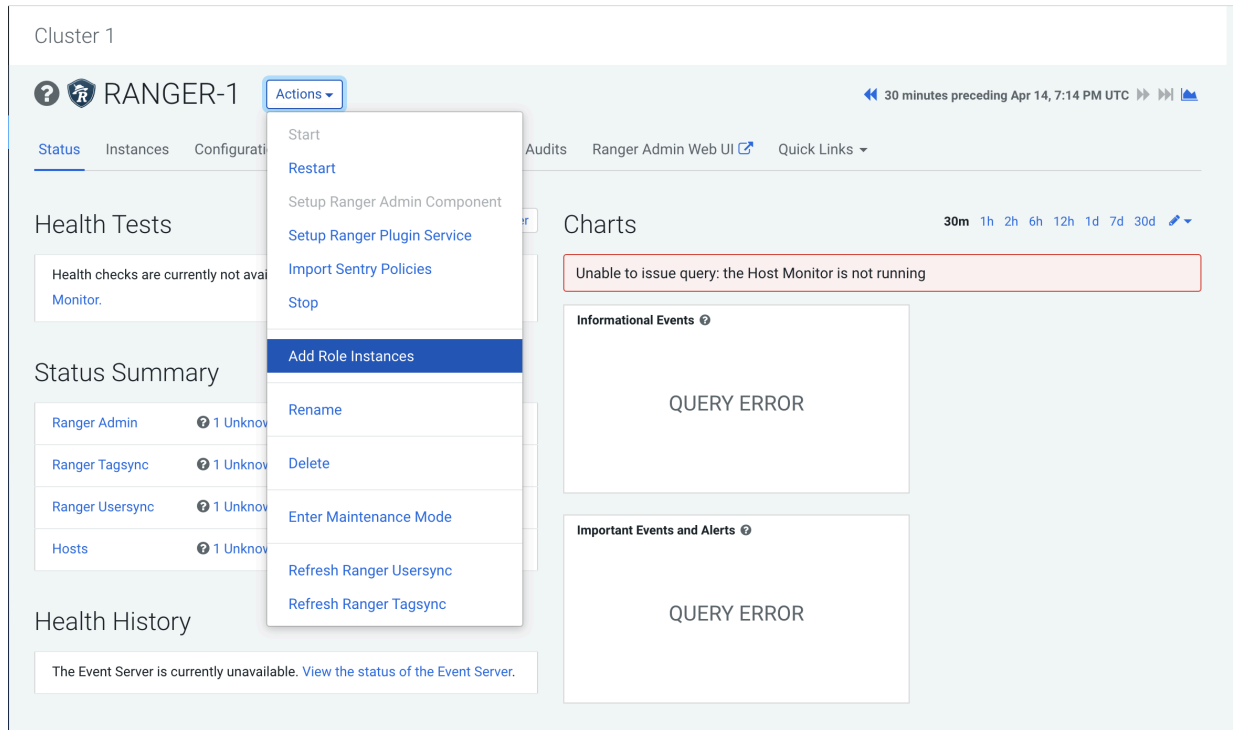 Cluster 1
RANGER-1
Actions
30 minutes preceding Apr 14, 7:14 PM UTC
Status Instances Audits Ranger Admin Web UI Quick Links
Start
Restart
Setup Ranger Admin Component
Setup Ranger Plugin Service
Import Sentry Policies
Stop
Add Role Instances
Rename
Delete
Enter Maintenance Mode
Refresh Ranger Usersync
Refresh Ranger Tagsync
Health Tests
Health checks are currently not
Monitor.
Status Summary
Ranger Admin 1
Ranger Tagsync 1
Ranger Usersync 1
Hosts 1
Health History
The Event Server is currently unavailable. View the status of the Event Server.
Charts
30m 1h 2h 6h 12h 1d 7d 30d
Unable to issue query: the Host Monitor is not running
Informational Events
QUERY ERROR
Important Events and Alerts
QUERY ERROR